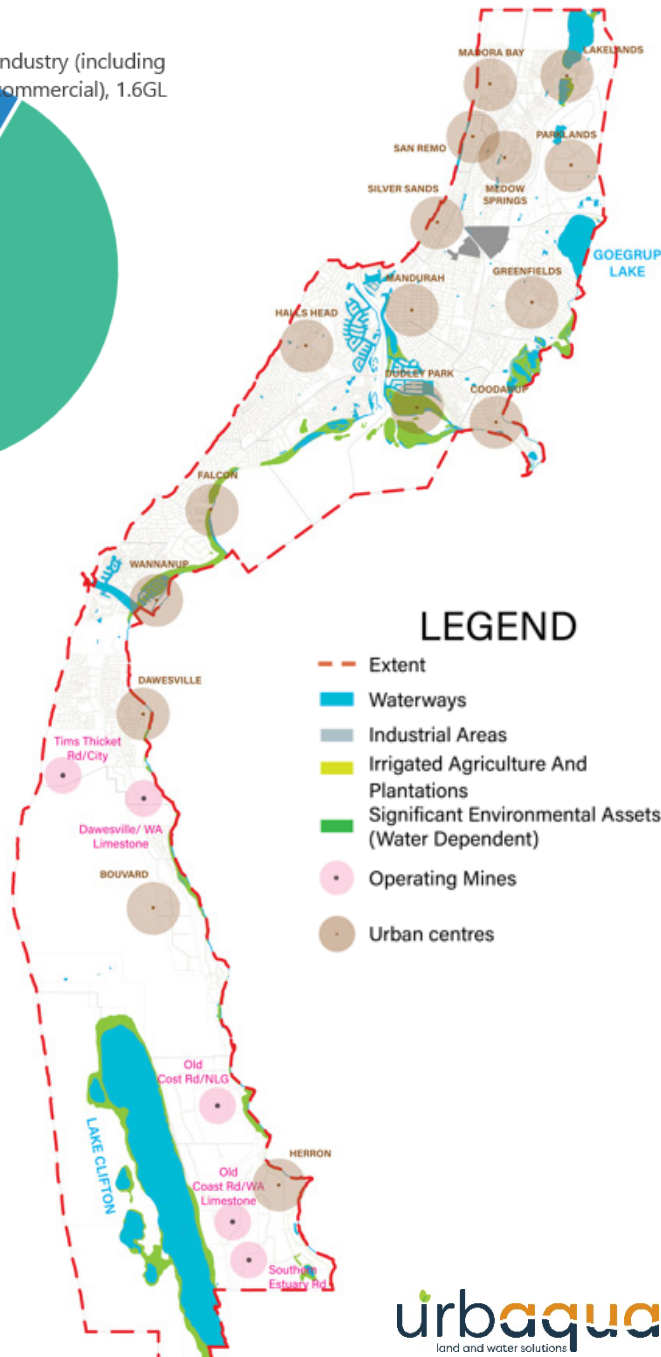 ndustry (including
ommercial), 1.6GL
MADORA BAY
LAKELANDS
SAN REMO
PARKLANDS
SILVER SANDS
MEDOW
SPRINGS
GOEGRUP
LAKE
MANDURAH
GREENFIELDS
HALLS HEAD
DUDLEY PARK
COODANUP
FALCON
WANNANUP
DAWESVILLE
Tims Thicket
Rd/City
Dawesville/ WA
Limestone
BOUVARD
LEGEND
Extent
Waterways
Industrial Areas
Irrigated Agriculture And
Plantations
Significant Environmental Assets
(Water Dependent)
Operating Mines
Urban centres
Old
Cost Rd/NLG
LAKE CLIFTON
HERRON
Old
Coast Rd/WA
Limestone
Southern
Estuary Rd
urbaqua
land and water solutions